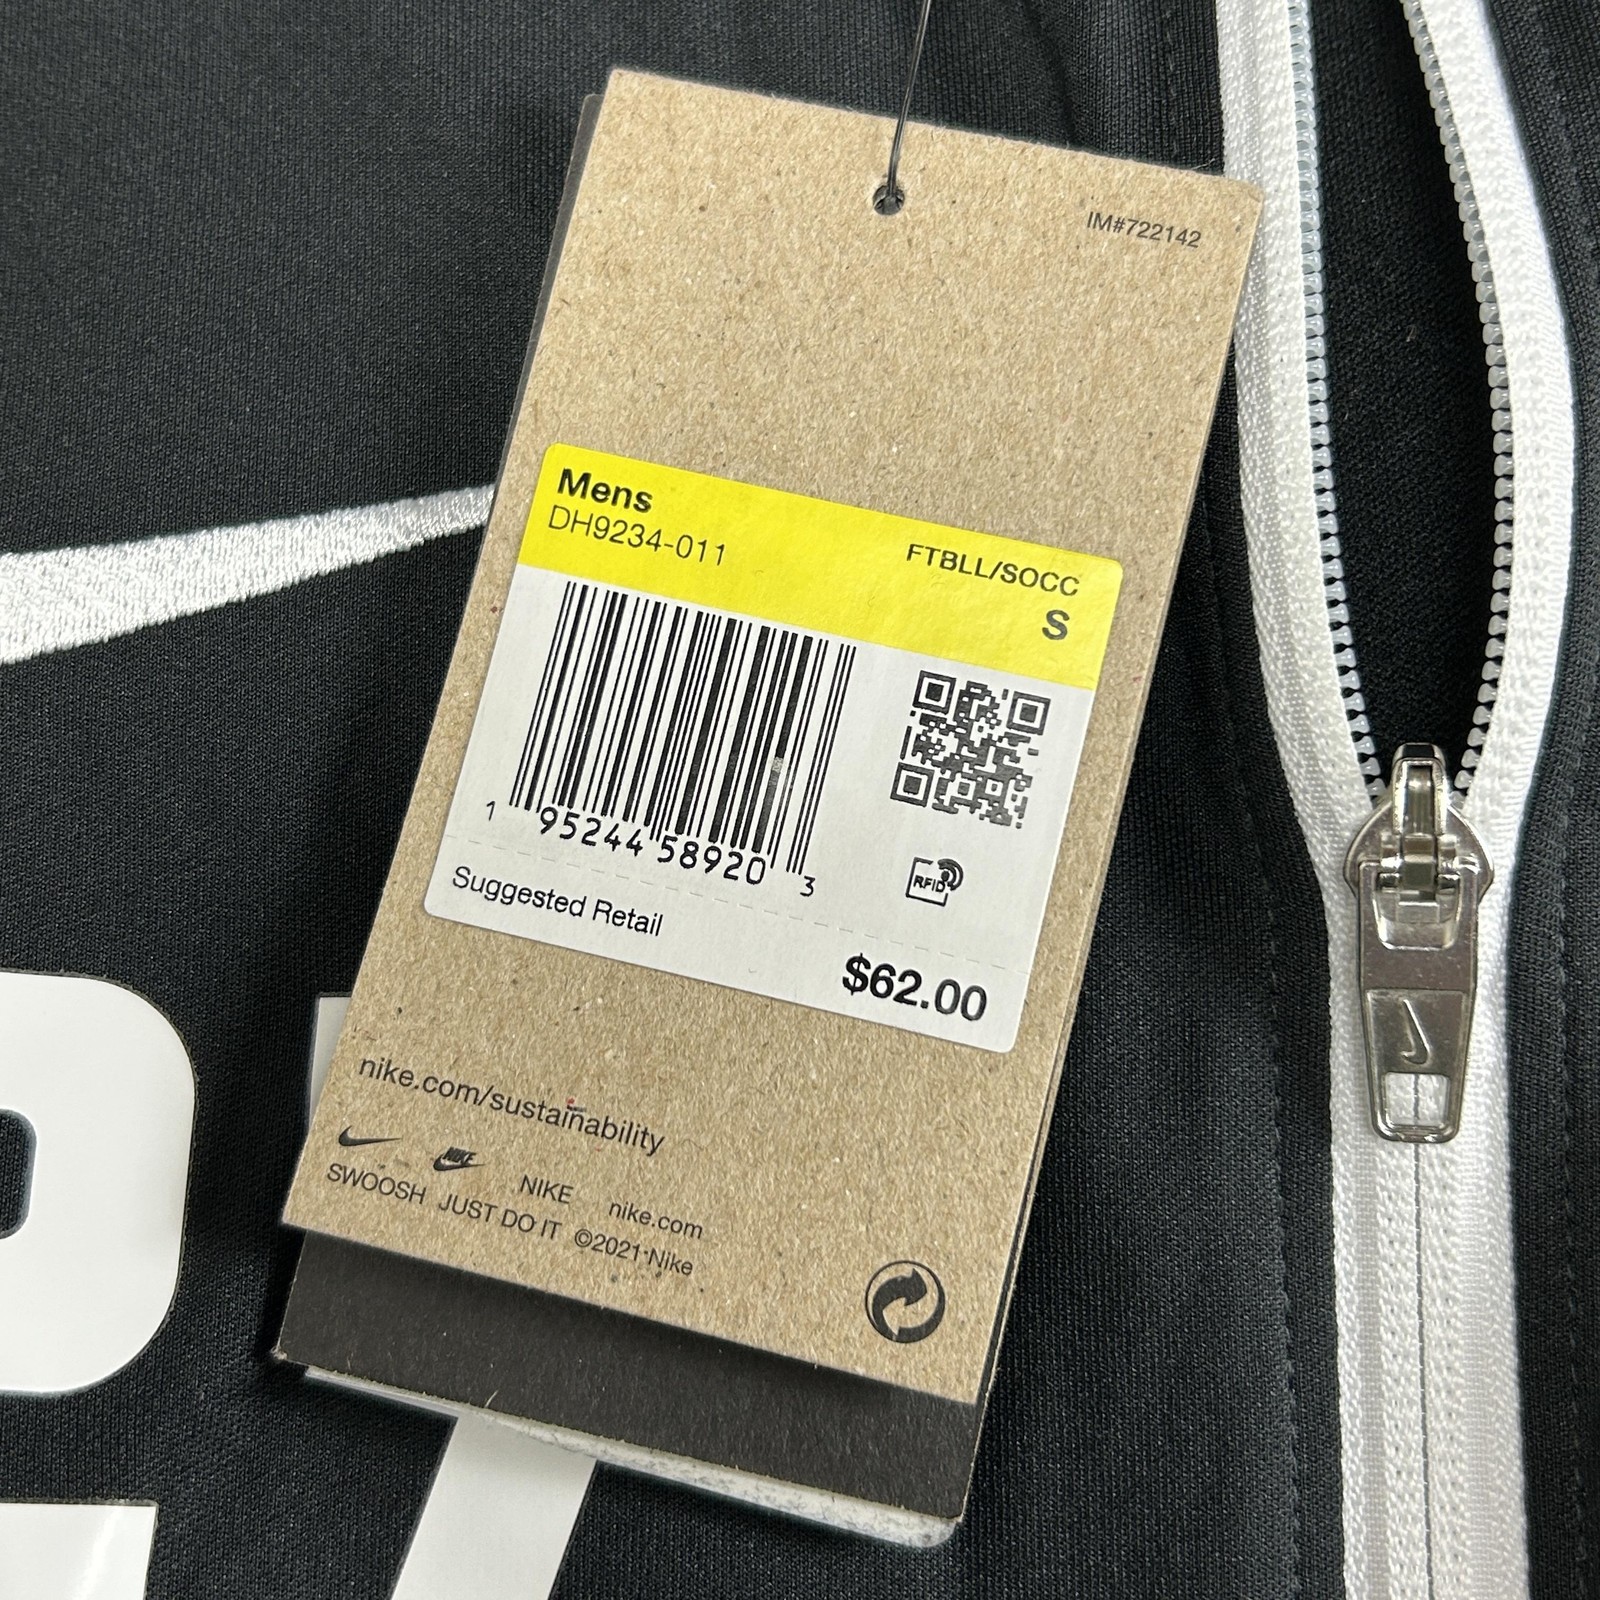 IM#722142
Mens
DH9234-011
FTBLL/SOCC
S
1 95244 58920 3
RFID
Suggested Retail
$62.00
nike.com/sustainability
NIKE
NIKE nike.com
SWOOSH JUST DO IT ©2021 Nike